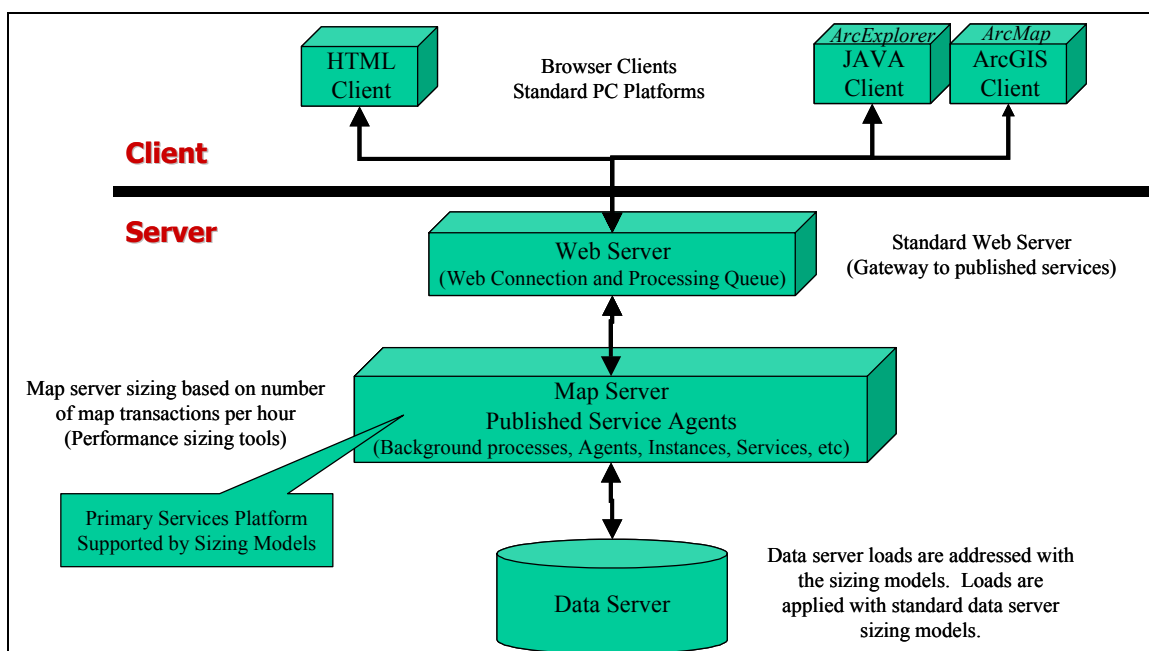 HTML
Client
Browser Clients
Standard PC Platforms
ArcExplorer
JAVA
Client
ArcMap
ArcGIS
Client
Client
Server
Web Server
(Web Connection and Processing Queue)
Standard Web Server
(Gateway to published services)
Map server sizing based on number
of map transactions per hour
(Performance sizing tools)
Map Server
Published Service Agents
(Background processes, Agents, Instances, Services, etc)
Primary Services Platform
Supported by Sizing Models
Data Server
Data server loads are addressed with
the sizing models. Loads are
applied with standard data server
sizing models.